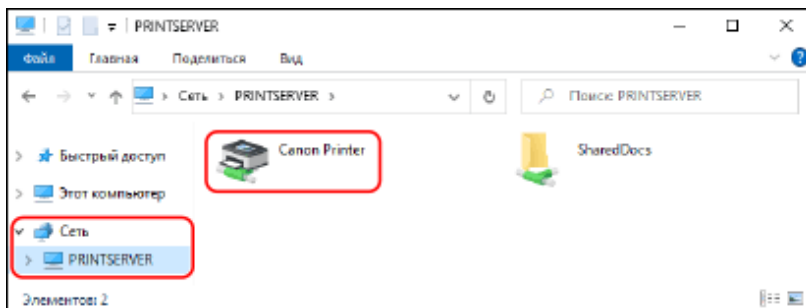 PRINTSERVER
Файл Главная Поделиться Вид
Сеть > PRINTSERVER >
Поиск: PRINTSERVER
Быстрый доступ
Этот компьютер
Сеть
PRINTSERVER
Canon Printer
SharedDocs
Элементов: 2